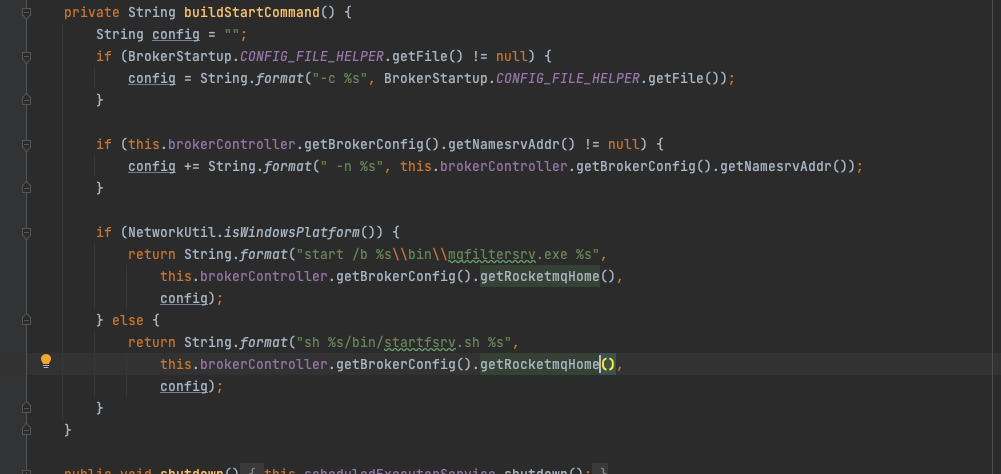 private String buildStartCommand() {
    String config = "";
    if (BrokerStartup.CONFIG_FILE_HELPER.getFile() != null) {
        config = String.format("-c %s", BrokerStartup.CONFIG_FILE_HELPER.getFile());
    }

    if (this.brokerController.getBrokerConfig().getNamesrvAddr() != null) {
        config += String.format(" -n %s", this.brokerController.getBrokerConfig().getNamesrvAddr());
    }

    if (NetworkUtil.isWindowsPlatform()) {
        return String.format("start /b %s\\bin\\mqfiltersrv.exe %s",
            this.brokerController.getBrokerConfig().getRocketmqHome(),
            config);
    } else {
        return String.format("sh %s/bin/startfsrv.sh %s",
            this.brokerController.getBrokerConfig().getRocketmqHome(),
            config);
    }
}

public void shutdown() { this.scheduledExecutorService.shutdown(); }